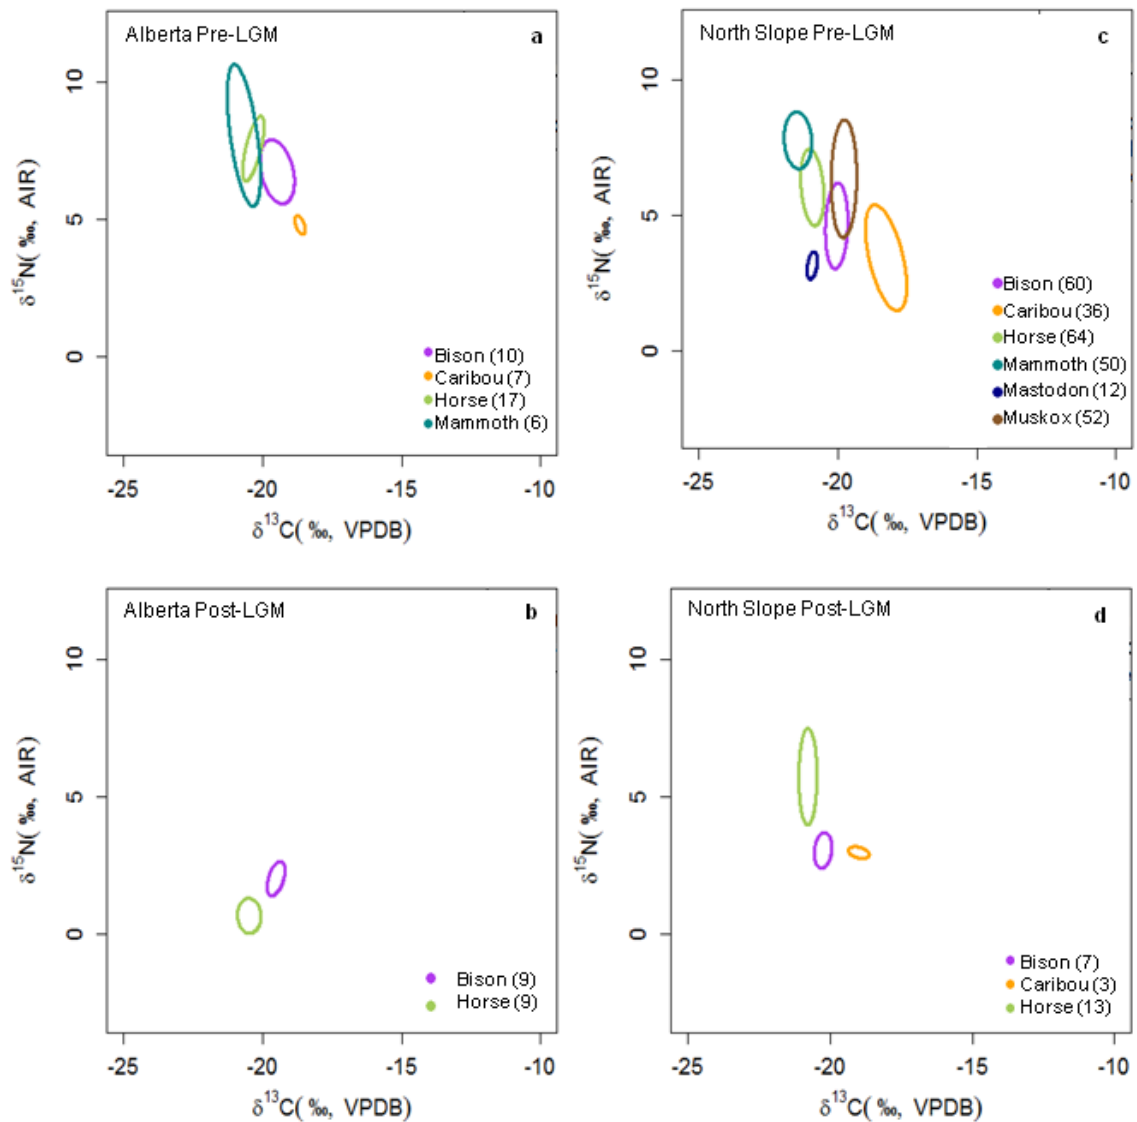 Alberta Pre-LGM
a
10
5
0
δ¹⁵N( ‰, AIR)
Bison (10)
Caribou (7)
Horse (17)
Mammoth (6)
-25 -20 -15 -10
δ¹³C( ‰, VPDB)
North Slope Pre-LGM
c
10
5
0
δ¹⁵N( ‰, AIR)
Bison (60)
Caribou (36)
Horse (64)
Mammoth (50)
Mastodon (12)
Muskox (52)
-25 -20 -15 -10
δ¹³C( ‰, VPDB)
Alberta Post-LGM
b
10
5
0
δ¹⁵N( ‰, AIR)
Bison (9)
Horse (9)
-25 -20 -15 -10
δ¹³C( ‰, VPDB)
North Slope Post-LGM
d
10
5
0
δ¹⁵N( ‰, AIR)
Bison (7)
Caribou (3)
Horse (13)
-25 -20 -15 -10
δ¹³C( ‰, VPDB)